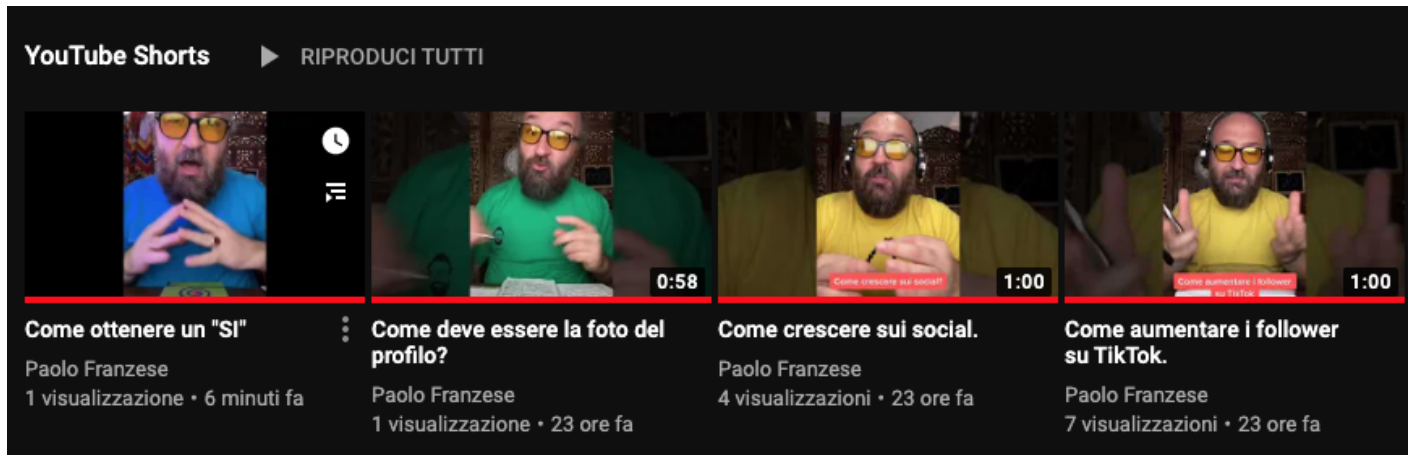 YouTube Shorts
RIPRODUCI TUTTI
0:58
Come crescere sui social?
1:00
Come aumentare i follower
su TikTok
1:00
Come ottenere un "SI"
Paolo Franzese
1 visualizzazione • 6 minuti fa
Come deve essere la foto del
profilo?
Paolo Franzese
1 visualizzazione • 23 ore fa
Come crescere sui social.
Paolo Franzese
4 visualizzazioni • 23 ore fa
Come aumentare i follower
su TikTok.
Paolo Franzese
7 visualizzazioni • 23 ore fa